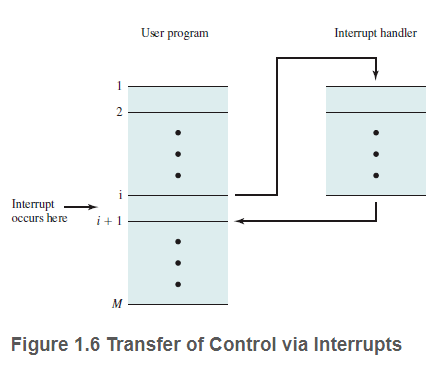 User program
Interrupt handler
1
2
i
Interrupt
occurs here
i + 1
M
Figure 1.6 Transfer of Control via Interrupts